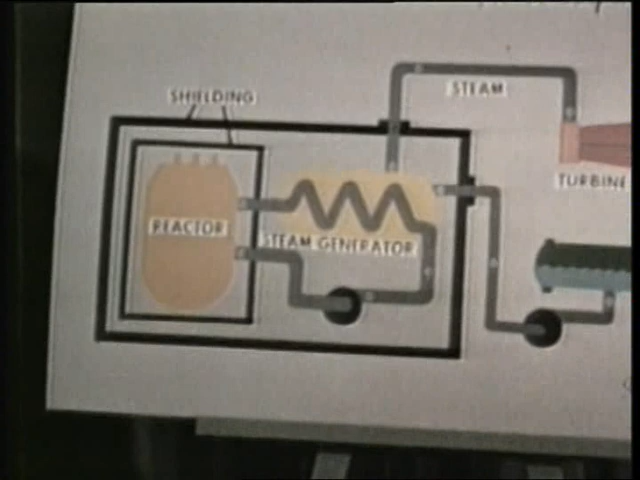 SHIELDING
STEAM
TURBINE
REACTOR
STEAM GENERATOR